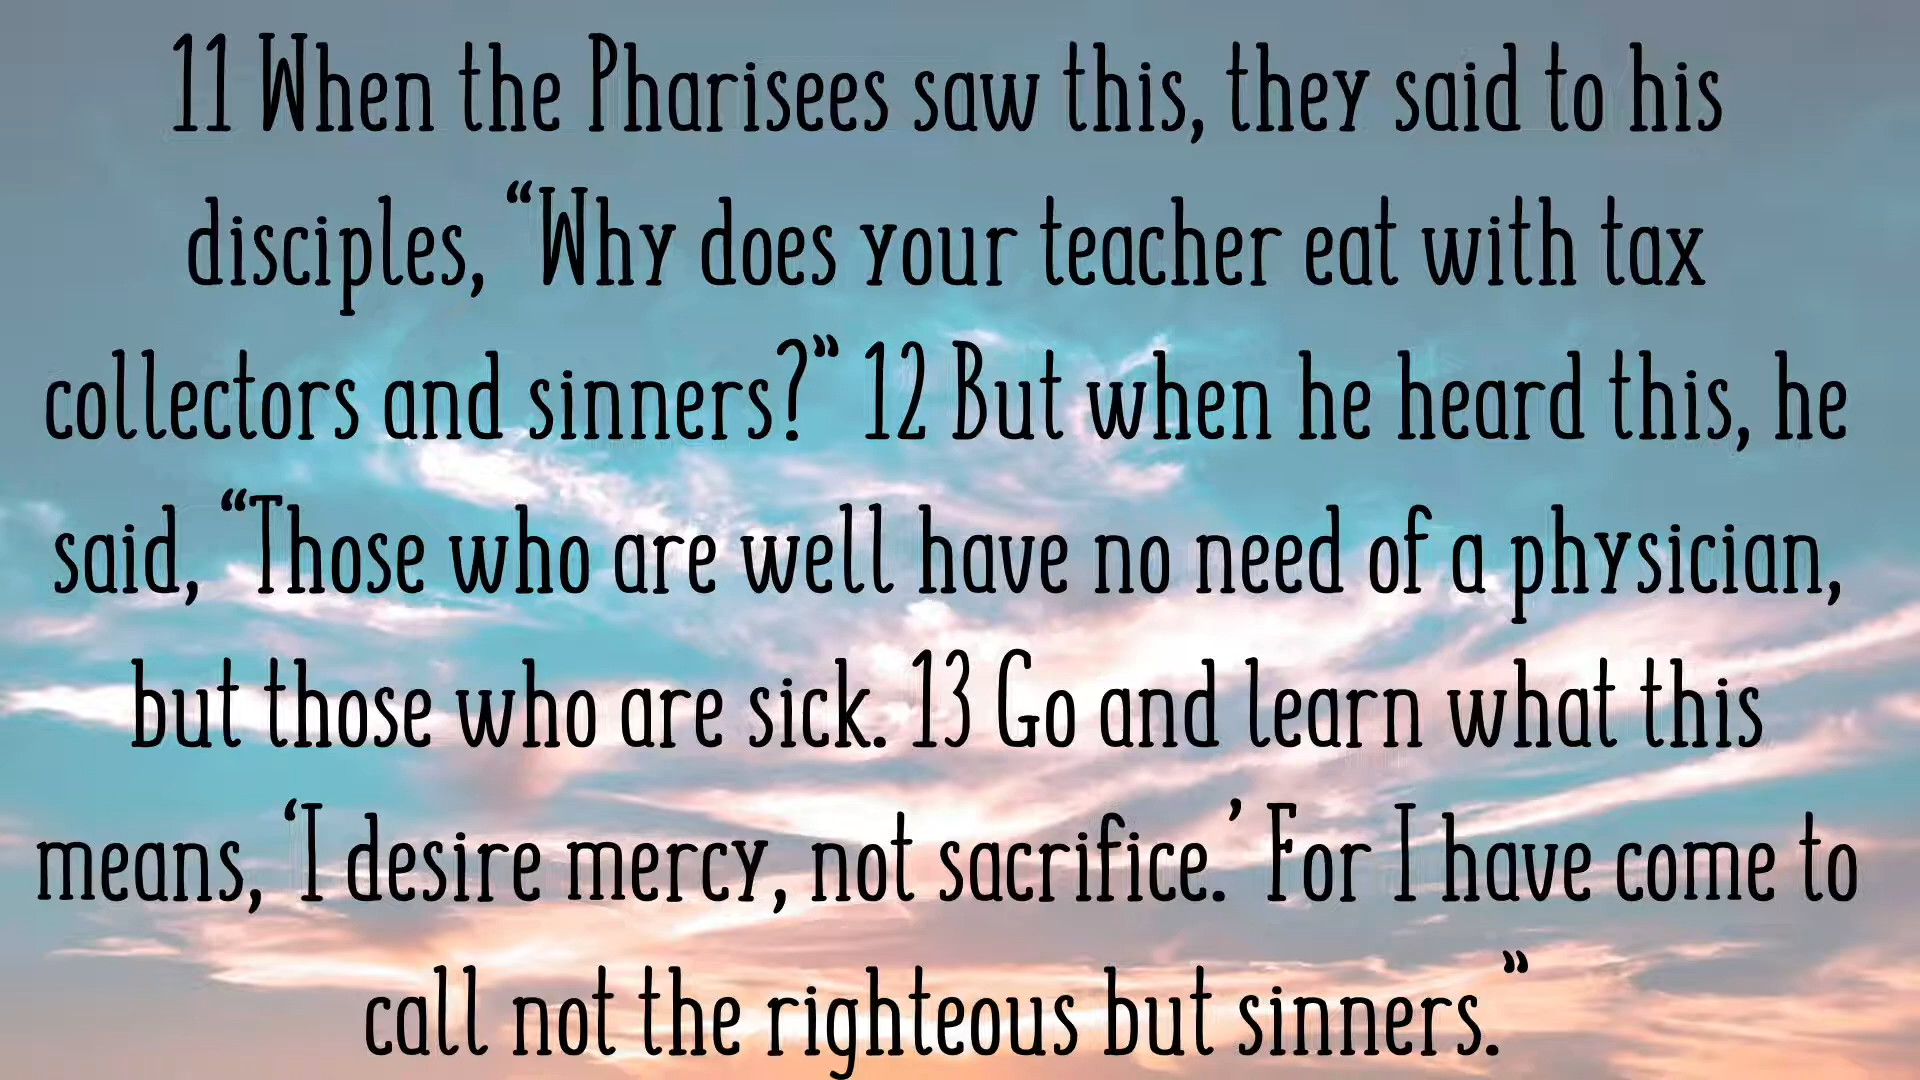 11 When the Pharisees saw this, they said to his
disciples, “Why does your teacher eat with tax
collectors and sinners?” 12 But when he heard this, he
said, “Those who are well have no need of a physician,
but those who are sick. 13 Go and learn what this
means, ‘I desire mercy, not sacrifice.’ For I have come to
call not the righteous but sinners.”